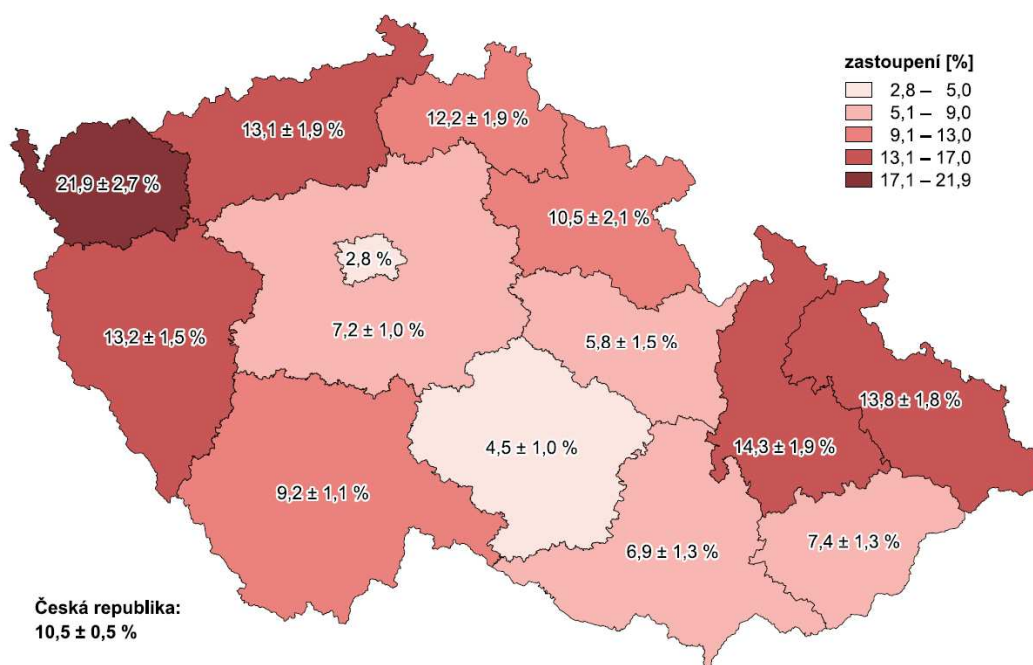 zastoupení [%]
2,8 – 5,0
5,1 – 9,0
9,1 – 13,0
13,1 – 17,0
17,1 – 21,9
13,1 ± 1,9 %
12,2 ± 1,9 %
21,9 ± 2,7 %
10,5 ± 2,1 %
2,8 %
13,2 ± 1,5 %
7,2 ± 1,0 %
5,8 ± 1,5 %
13,8 ± 1,8 %
4,5 ± 1,0 %
14,3 ± 1,9 %
9,2 ± 1,1 %
6,9 ± 1,3 %
7,4 ± 1,3 %
Česká republika:
10,5 ± 0,5 %